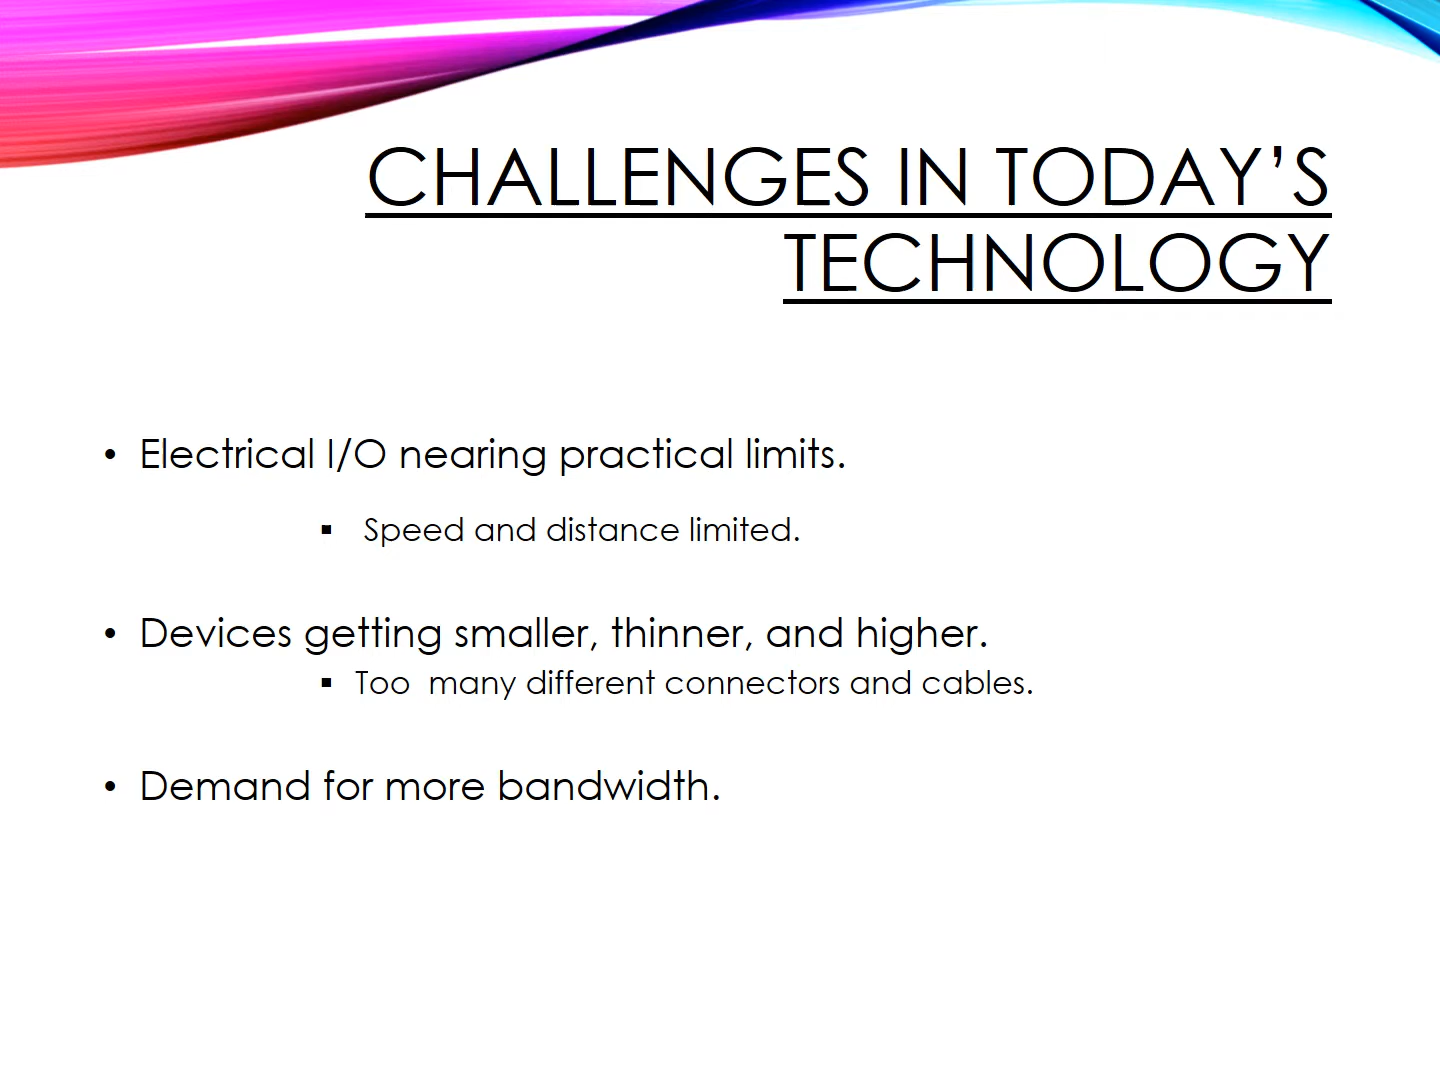 CHALLENGES IN TODAY’S
TECHNOLOGY
• Electrical I/O nearing practical limits.
▪ Speed and distance limited.
• Devices getting smaller, thinner, and higher.
▪ Too  many different connectors and cables.
• Demand for more bandwidth.